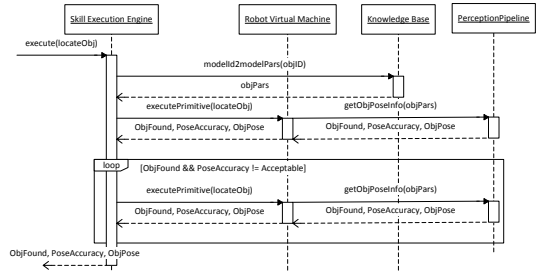 Skill Execution Engine
Robot Virtual Machine
Knowledge Base
PerceptionPipeline
execute(locateObj)
modelId2modelPars(objID)
objPars
executePrimitive(locateObj)
getObjPoseInfo(objPars)
ObjFound, PoseAccuracy, ObjPose
ObjFound, PoseAccuracy, ObjPose
loop
[ObjFound && PoseAccuracy != Acceptable]
executePrimitive(locateObj)
getObjPoseInfo(objPars)
ObjFound, PoseAccuracy, ObjPose
ObjFound, PoseAccuracy, ObjPose
ObjFound, PoseAccuracy, ObjPose